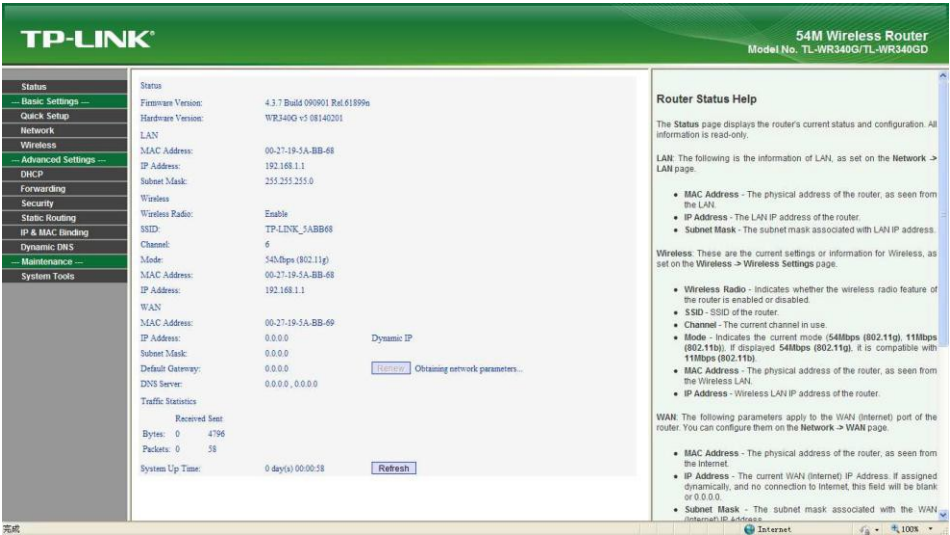 TP-LINK®
54M Wireless Router
Model No. TL-WR340G/TL-WR340GD
Status
--- Basic Settings ---
Quick Setup
Network
Wireless
--- Advanced Settings ---
DHCP
Forwarding
Security
Static Routing
IP & MAC Binding
Dynamic DNS
--- Maintenance ---
System Tools
Status
Firmware Version: 4.3.7 Build 090901 Rel.61899n
Hardware Version: WR340G v5 08140201
LAN
MAC Address: 00-27-19-5A-BB-68
IP Address: 192.168.1.1
Subnet Mask: 255.255.255.0
Wireless
Wireless Radio: Enable
SSID: TP-LINK_5ABB68
Channel: 6
Mode: 54Mbps (802.11g)
MAC Address: 00-27-19-5A-BB-68
IP Address: 192.168.1.1
WAN
MAC Address: 00-27-19-5A-BB-69
IP Address: 0.0.0.0 Dynamic IP
Subnet Mask: 0.0.0.0
Default Gateway: 0.0.0.0 Renew Obtaining network parameters...
DNS Server: 0.0.0.0 , 0.0.0.0
Traffic Statistics
Received Sent
Bytes: 0 4796
Packets: 0 58
System Up Time: 0 day(s) 00:00:58 Refresh
Router Status Help
The Status page displays the router's current status and configuration. All
information is read-only.
LAN: The following is the information of LAN, as set on the Network ->
LAN page.
• MAC Address - The physical address of the router, as seen from
the LAN.
• IP Address - The LAN IP address of the router.
• Subnet Mask - The subnet mask associated with LAN IP address.
Wireless: These are the current settings or information for Wireless, as
set on the Wireless -> Wireless Settings page.
• Wireless Radio - Indicates whether the wireless radio feature of
the router is enabled or disabled.
• SSID - SSID of the router.
• Channel - The current channel in use.
• Mode - Indicates the current mode (54Mbps (802.11g), 11Mbps
(802.11b)). If displayed 54Mbps (802.11g), it is compatible with
11Mbps (802.11b).
• MAC Address - The physical address of the router, as seen from
the Wireless LAN.
• IP Address - Wireless LAN IP address of the router.
WAN: The following parameters apply to the WAN (Internet) port of the
router. You can configure them on the Network -> WAN page.
• MAC Address - The physical address of the router, as seen from
the Internet.
• IP Address - The current WAN (Internet) IP Address. If assigned
dynamically, and no connection to Internet, this field will be blank
or 0.0.0.0.
• Subnet Mask - The subnet mask associated with the WAN
(Internet) IP Address.
完成
Internet
100%